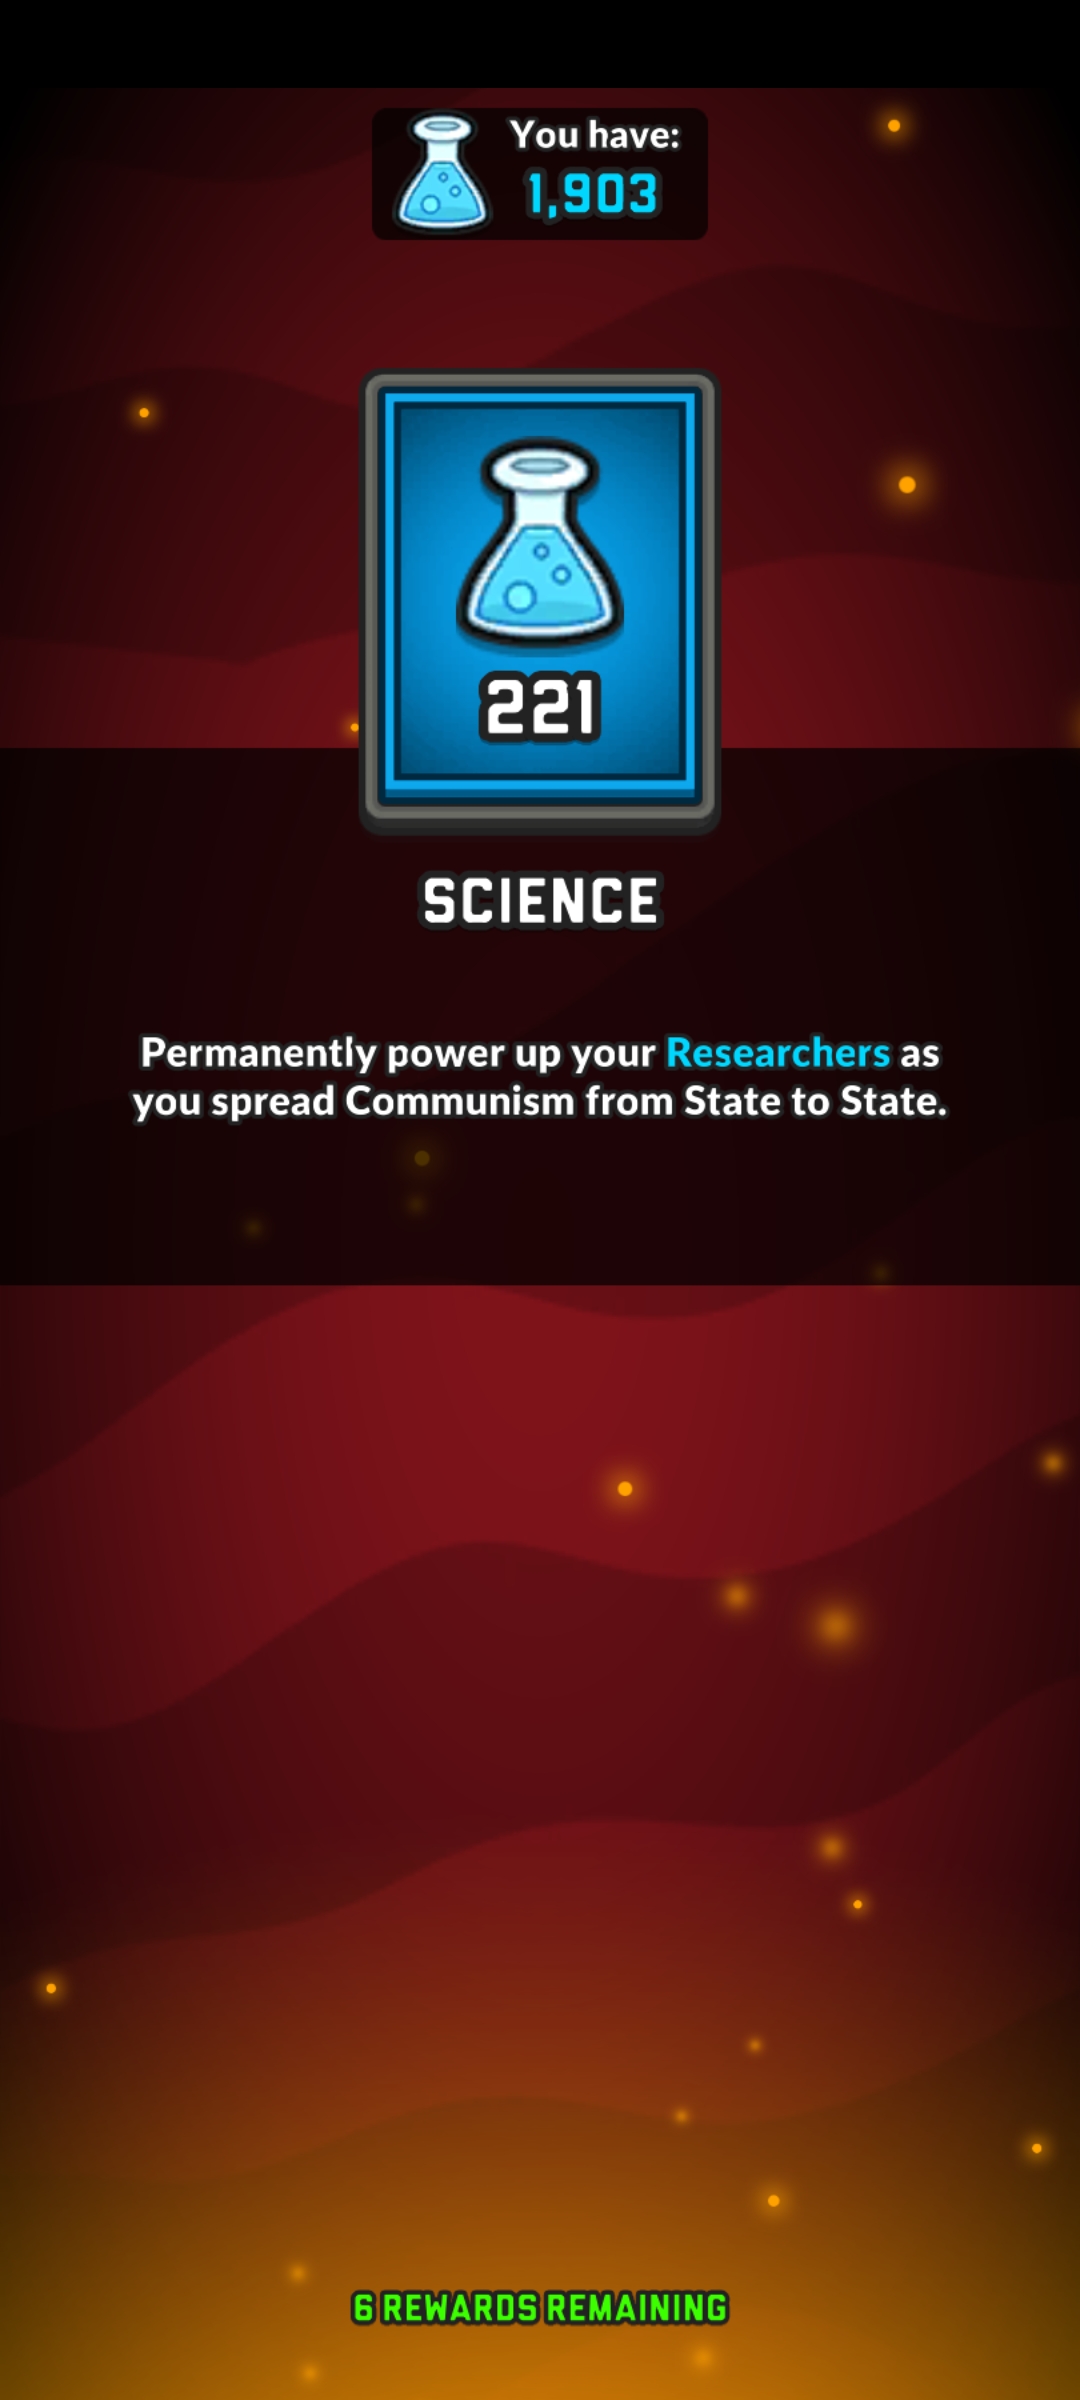 You have:
1,903
221
SCIENCE
Permanently power up your Researchers as
you spread Communism from State to State.
6 REWARDS REMAINING